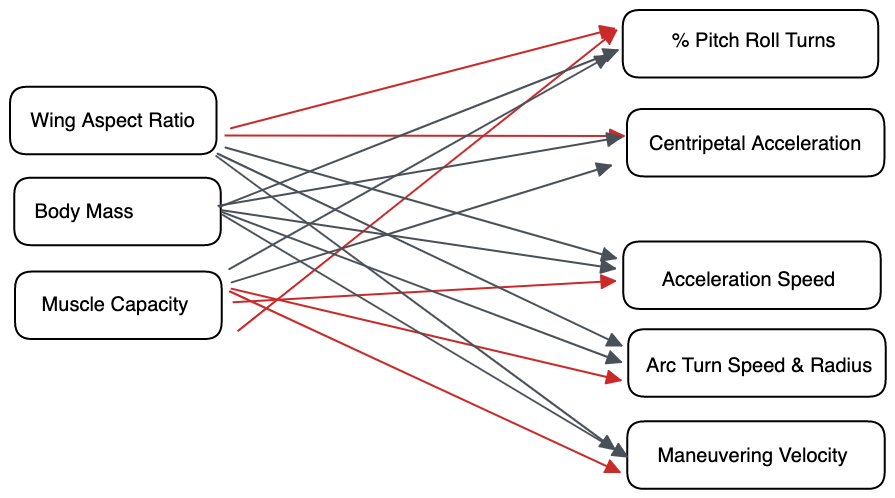 Wing Aspect Ratio
Body Mass
Muscle Capacity
% Pitch Roll Turns
Centripetal Acceleration
Acceleration Speed
Arc Turn Speed & Radius
Maneuvering Velocity